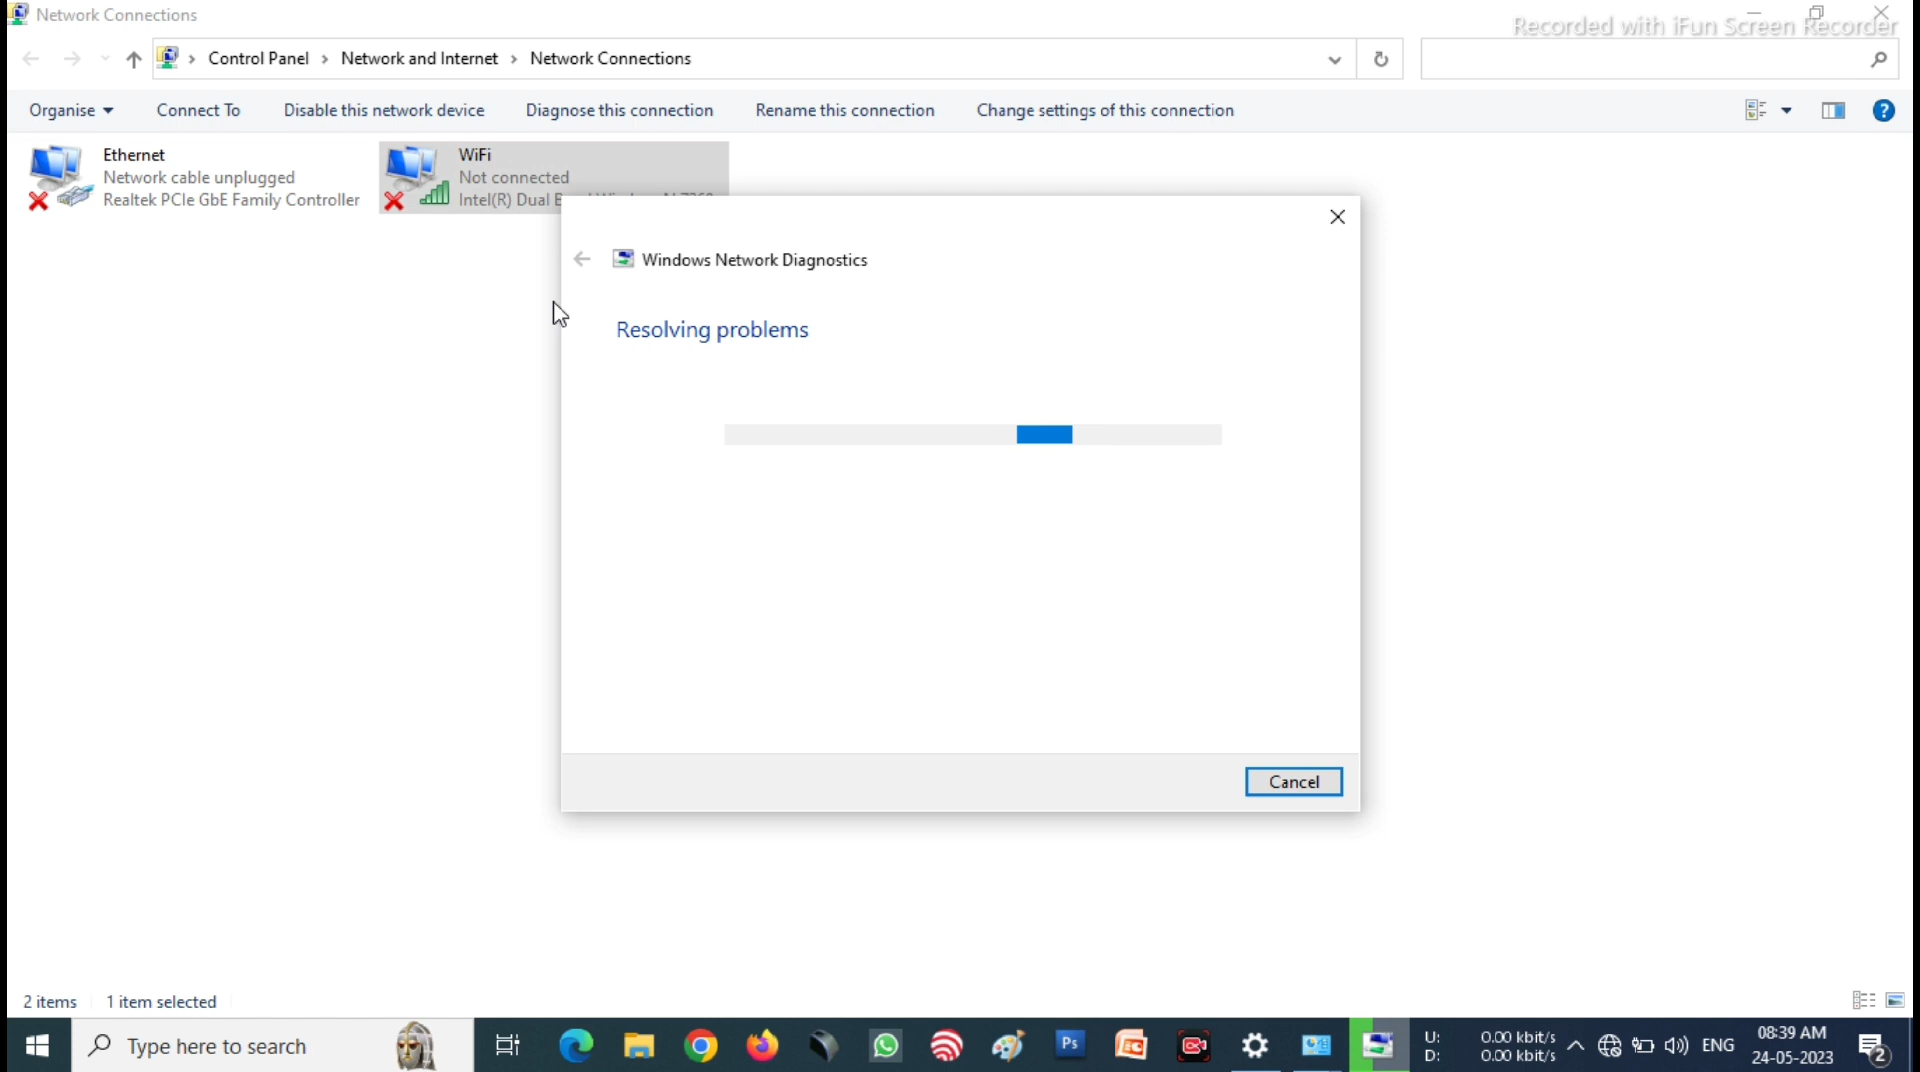 Network Connections
Recorded with iFun Screen Recorder
Control Panel > Network and Internet > Network Connections
Organise Connect To Disable this network device Diagnose this connection Rename this connection Change settings of this connection
Ethernet
Network cable unplugged
Realtek PCIe GbE Family Controller
WiFi
Not connected
Intel(R) Dual
Windows Network Diagnostics
Resolving problems
Cancel
2 items 1 item selected
Type here to search
Ps
U: 0.00 kbit/s
D: 0.00 kbit/s
ENG
08:39 AM
24-05-2023
2